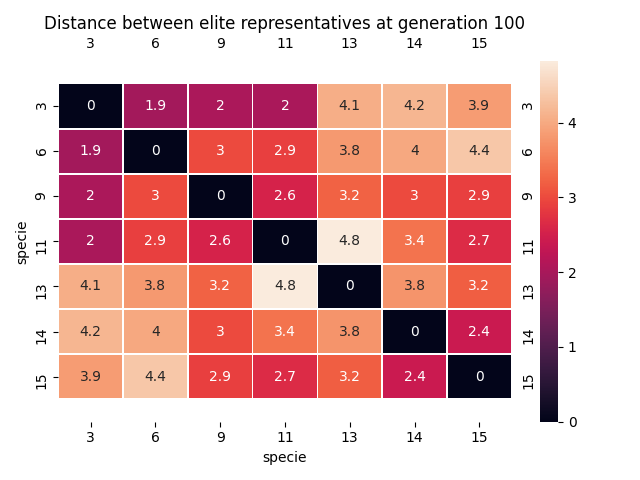 Distance between elite representatives at generation 100
3 6 9 11 13 14 15
3 0 1.9 2 2 4.1 4.2 3.9 3
6 1.9 0 3 2.9 3.8 4 4.4 6
9 2 3 0 2.6 3.2 3 2.9 9
11 2 2.9 2.6 0 4.8 3.4 2.7 11
13 4.1 3.8 3.2 4.8 0 3.8 3.2 13
14 4.2 4 3 3.4 3.8 0 2.4 14
15 3.9 4.4 2.9 2.7 3.2 2.4 0 15
3 6 9 11 13 14 15
specie
specie
4
3
2
1
0